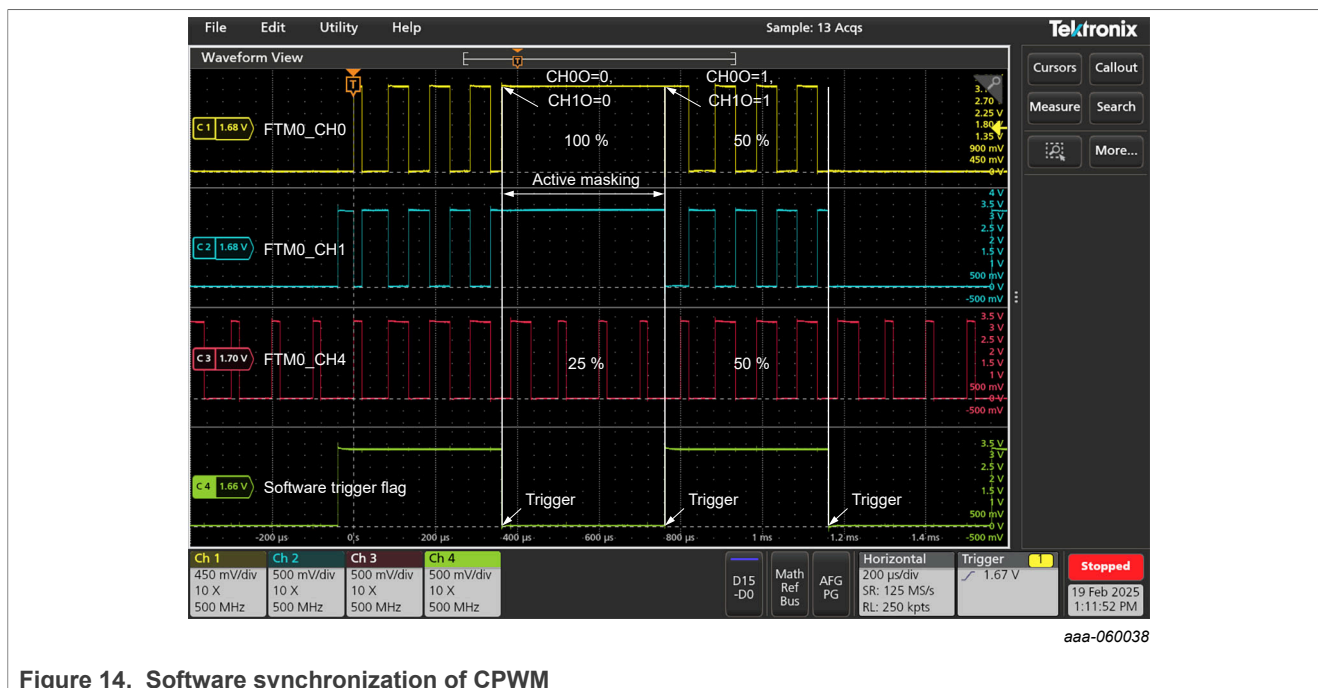 File Edit Utility Help Sample: 13 Acqs Tektronix
Waveform View
Cursors Callout
Measure Search
More...
T
T
CH0O=0,
CH1O=0
CH0O=1,
CH1O=1
C 1 1.68 V FTM0_CH0
100 %
50 %
2.70
2.25 V
1.35 V
900 mV
450 mV
0 V
Active masking
C 2 1.68 V FTM0_CH1
4 V
3.5 V
3 V
2.5 V
2 V
1.5 V
1 V
500 mV
0 V
-500 mV
C 3 1.70 V FTM0_CH4
25 %
50 %
3.5 V
3 V
2.5 V
2 V
1.5 V
1 V
500 mV
0 V
-500 mV
C 4 1.66 V Software trigger flag
Trigger
Trigger
Trigger
3.5 V
3 V
2.5 V
2 V
1.5 V
1 V
500 mV
0 V
-500 mV
-200 µs 0 s 200 µs 400 µs 600 µs 800 µs 1 ms 1.2 ms 1.4 ms
Ch 1
450 mV/div
10 X
500 MHz
Ch 2
500 mV/div
10 X
500 MHz
Ch 3
500 mV/div
10 X
500 MHz
Ch 4
500 mV/div
10 X
500 MHz
D15
-D0
Math
Ref
Bus
AFG
PG
Horizontal
200 µs/div
SR: 125 MS/s
RL: 250 kpts
Trigger 1
1.67 V
Stopped
19 Feb 2025
1:11:52 PM
aaa-060038
Figure 14. Software synchronization of CPWM